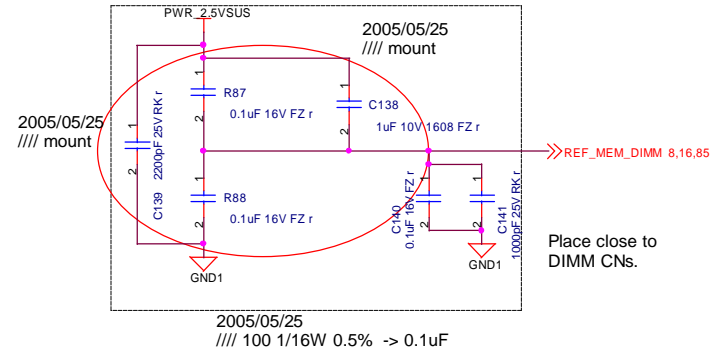 PWR_2.5VSUS
2005/05/25
//// mount
1
R87
0.1uF 16V FZ r
2
1
C138
1uF 10V 1608 FZ r
2
2005/05/25
//// mount
1
2
C139
2200pF 25V RK r
REF_MEM_DIMM 8,16,85
1
R88
0.1uF 16V FZ r
2
1
2
C140
0.1uF 16V FZ r
1
2
C141
1000pF 25V RK r
GND1
GND1
Place close to
DIMM CNs.
2005/05/25
//// 100 1/16W 0.5% -> 0.1uF